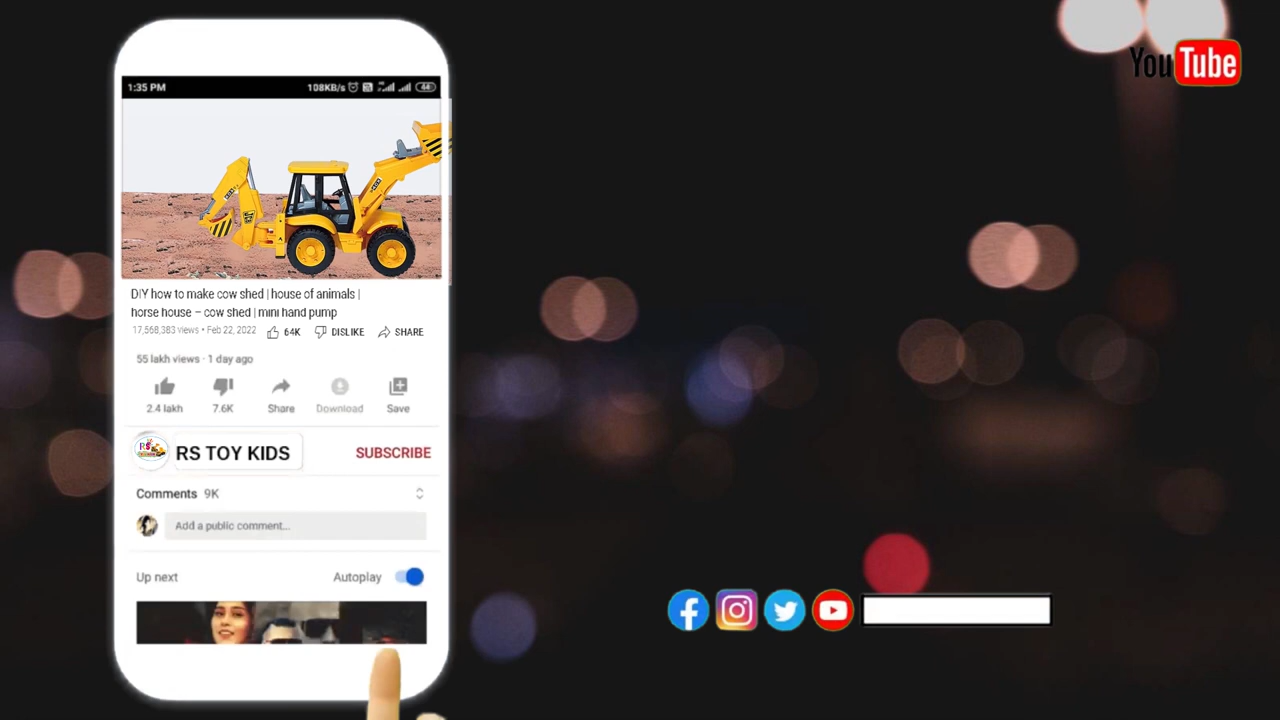 YouTube
1:35 PM 108KB/s 44
DIY how to make cow shed | house of animals |
horse house – cow shed | mini hand pump
17,568,383 views • Feb 22, 2022 64K DISLIKE SHARE
55 lakh views · 1 day ago
2.4 lakh 7.6K Share Download Save
RS TOY KIDS SUBSCRIBE
Comments 9K
Add a public comment...
Up next Autoplay